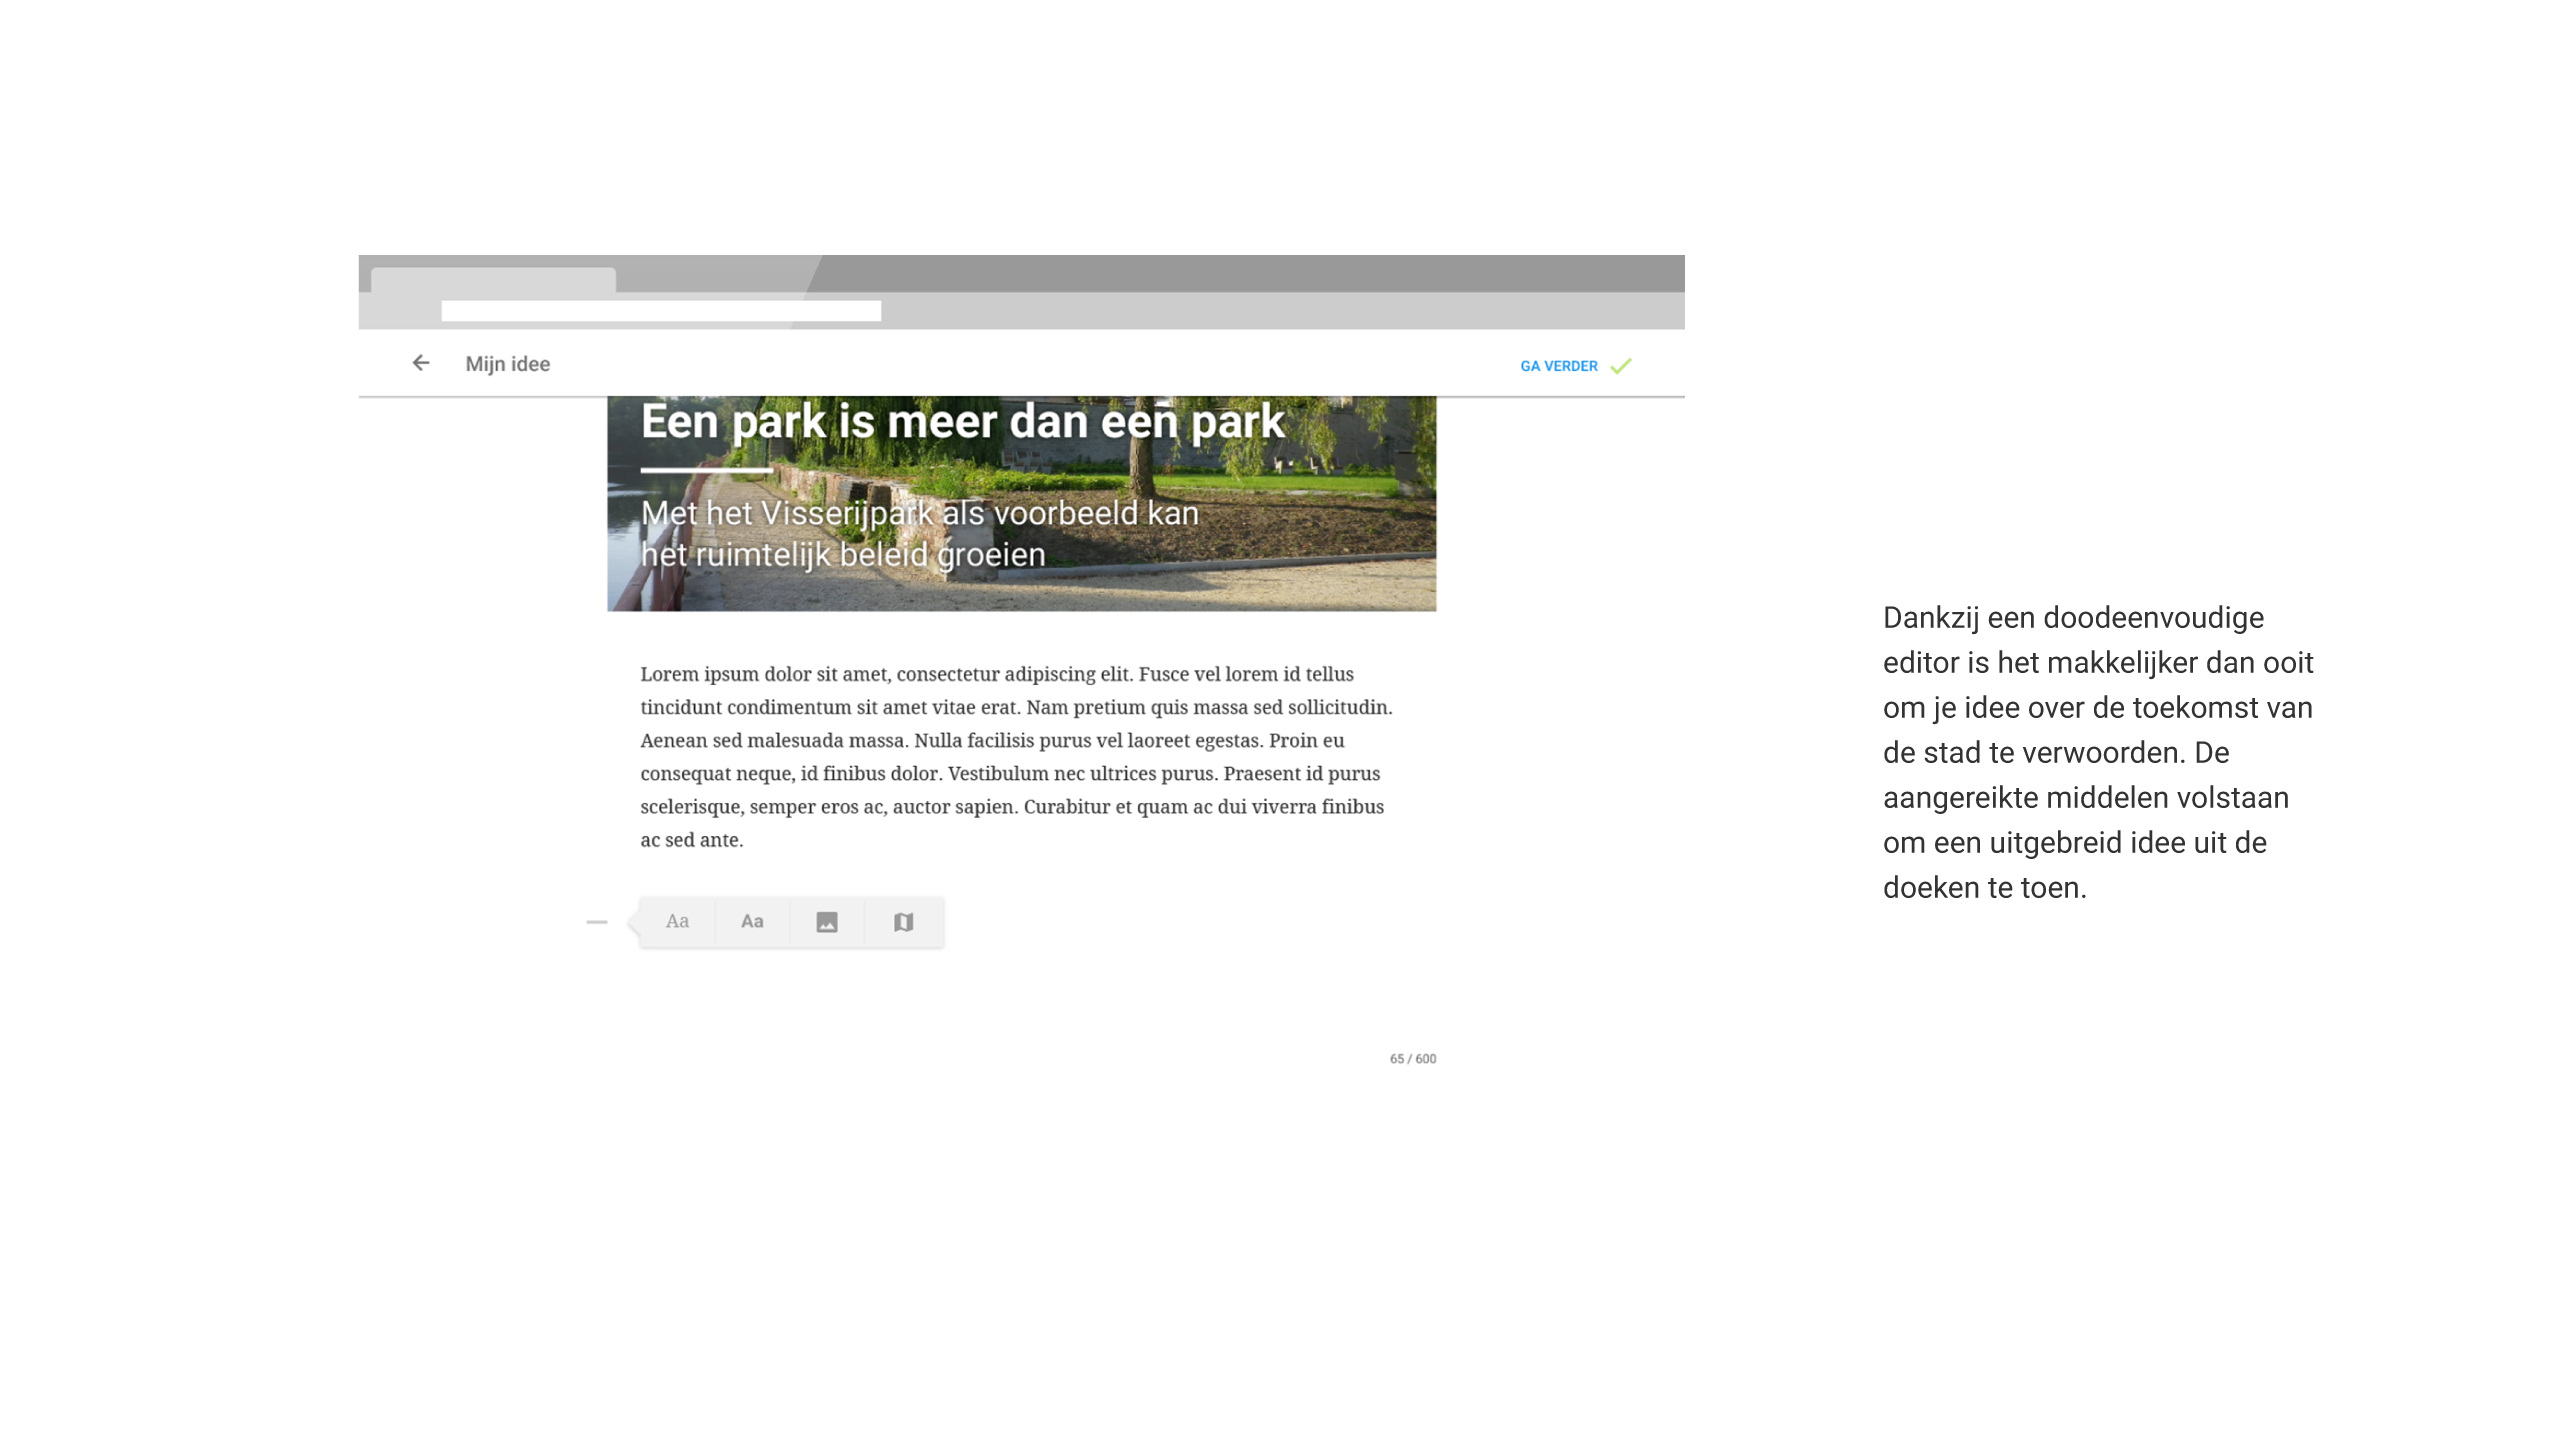 Mijn idee
GA VERDER
Een park is meer dan een park
Met het Visserijpark als voorbeeld kan
het ruimtelijk beleid groeien
Lorem ipsum dolor sit amet, consectetur adipiscing elit. Fusce vel lorem id tellus
tincidunt condimentum sit amet vitae erat. Nam pretium quis massa sed sollicitudin.
Aenean sed malesuada massa. Nulla facilisis purus vel laoreet egestas. Proin eu
consequat neque, id finibus dolor. Vestibulum nec ultrices purus. Praesent id purus
scelerisque, semper eros ac, auctor sapien. Curabitur et quam ac dui viverra finibus
ac sed ante.
Aa Aa
65 / 600
Dankzij een doodeenvoudige
editor is het makkelijker dan ooit
om je idee over de toekomst van
de stad te verwoorden. De
aangereikte middelen volstaan
om een uitgebreid idee uit de
doeken te toen.